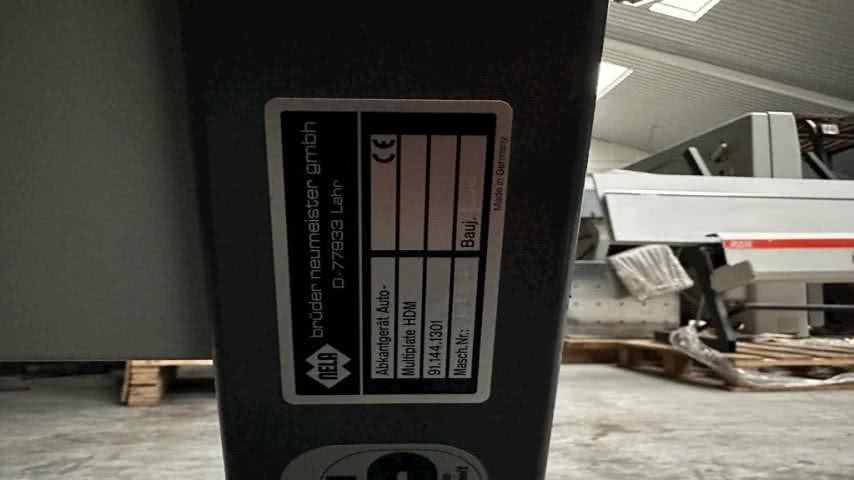 NELA
brüder neumeister gmbh
D-77933 Lahr
Abkantgerät Auto-
Multiplate HDM
91.144.1301
Masch.Nr.:
CE
Bauj.
Made in Germany